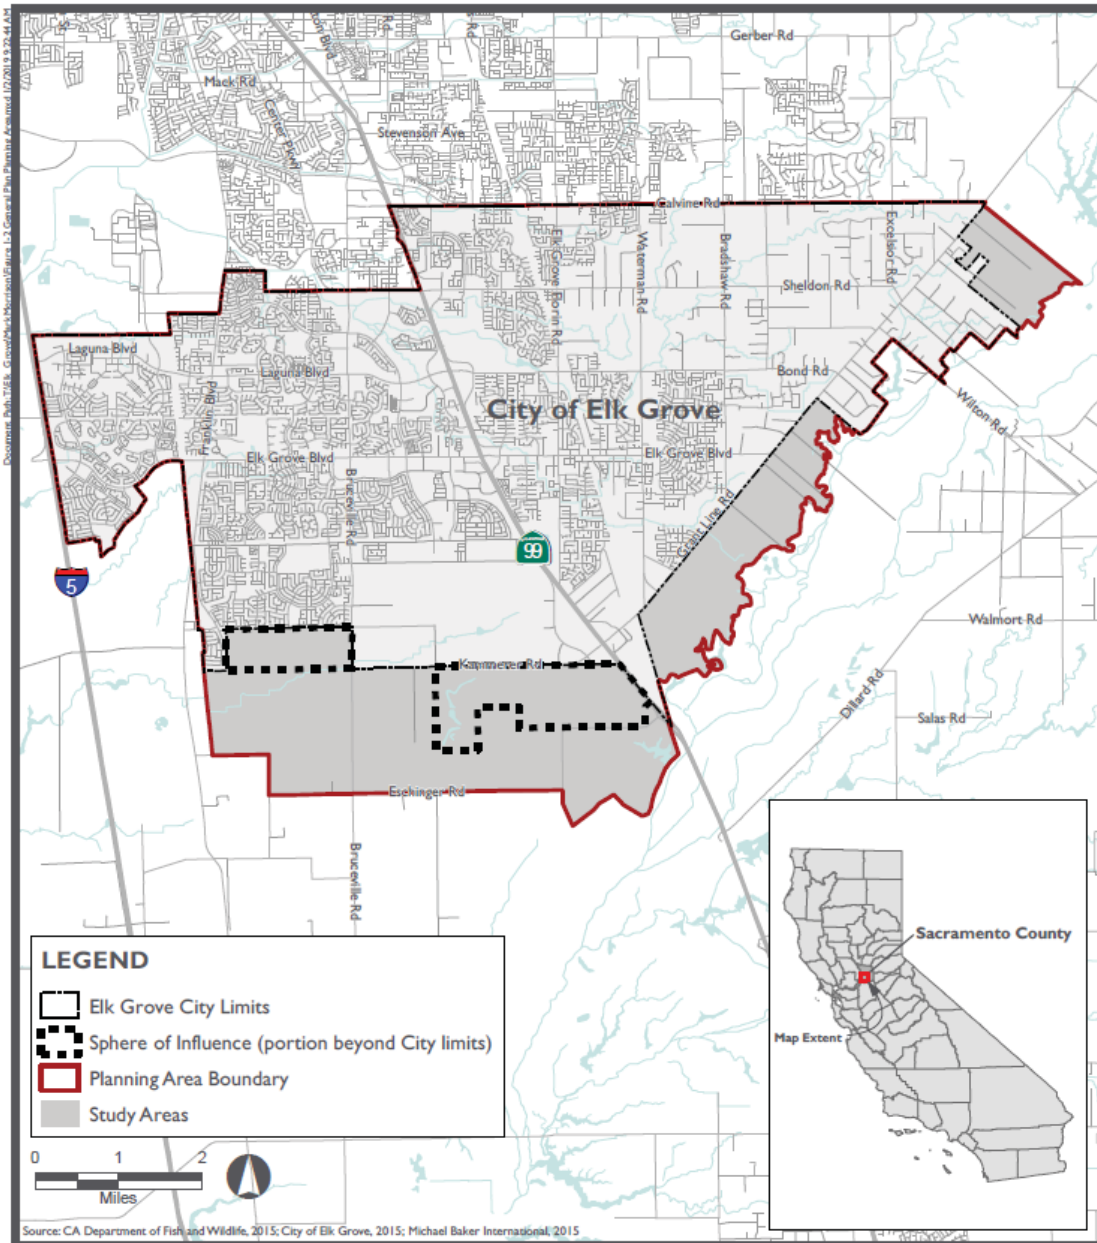 Gerber Rd
Mack Rd
Center Pkwy
Stevenson Ave
Calvine Rd
Elk Grove Florin Rd
Waterman Rd
Bradshaw Rd
Excelsior Rd
Sheldon Rd
Laguna Blvd
Laguna Blvd
Bond Rd
Franklin Blvd
City of Elk Grove
Wilton Rd
Elk Grove Blvd
Elk Grove Blvd
Bruceville Rd
Grant Line Rd
99
5
Walmort Rd
Kammerer Rd
Dillard Rd
Salas Rd
Eschinger Rd
Bruceville Rd
LEGEND
Elk Grove City Limits
Sphere of Influence (portion beyond City limits)
Planning Area Boundary
Study Areas
0 1 2
Miles
Sacramento County
Map Extent
Source: CA Department of Fish and Wildlife, 2015; City of Elk Grove, 2015; Michael Baker International, 2015